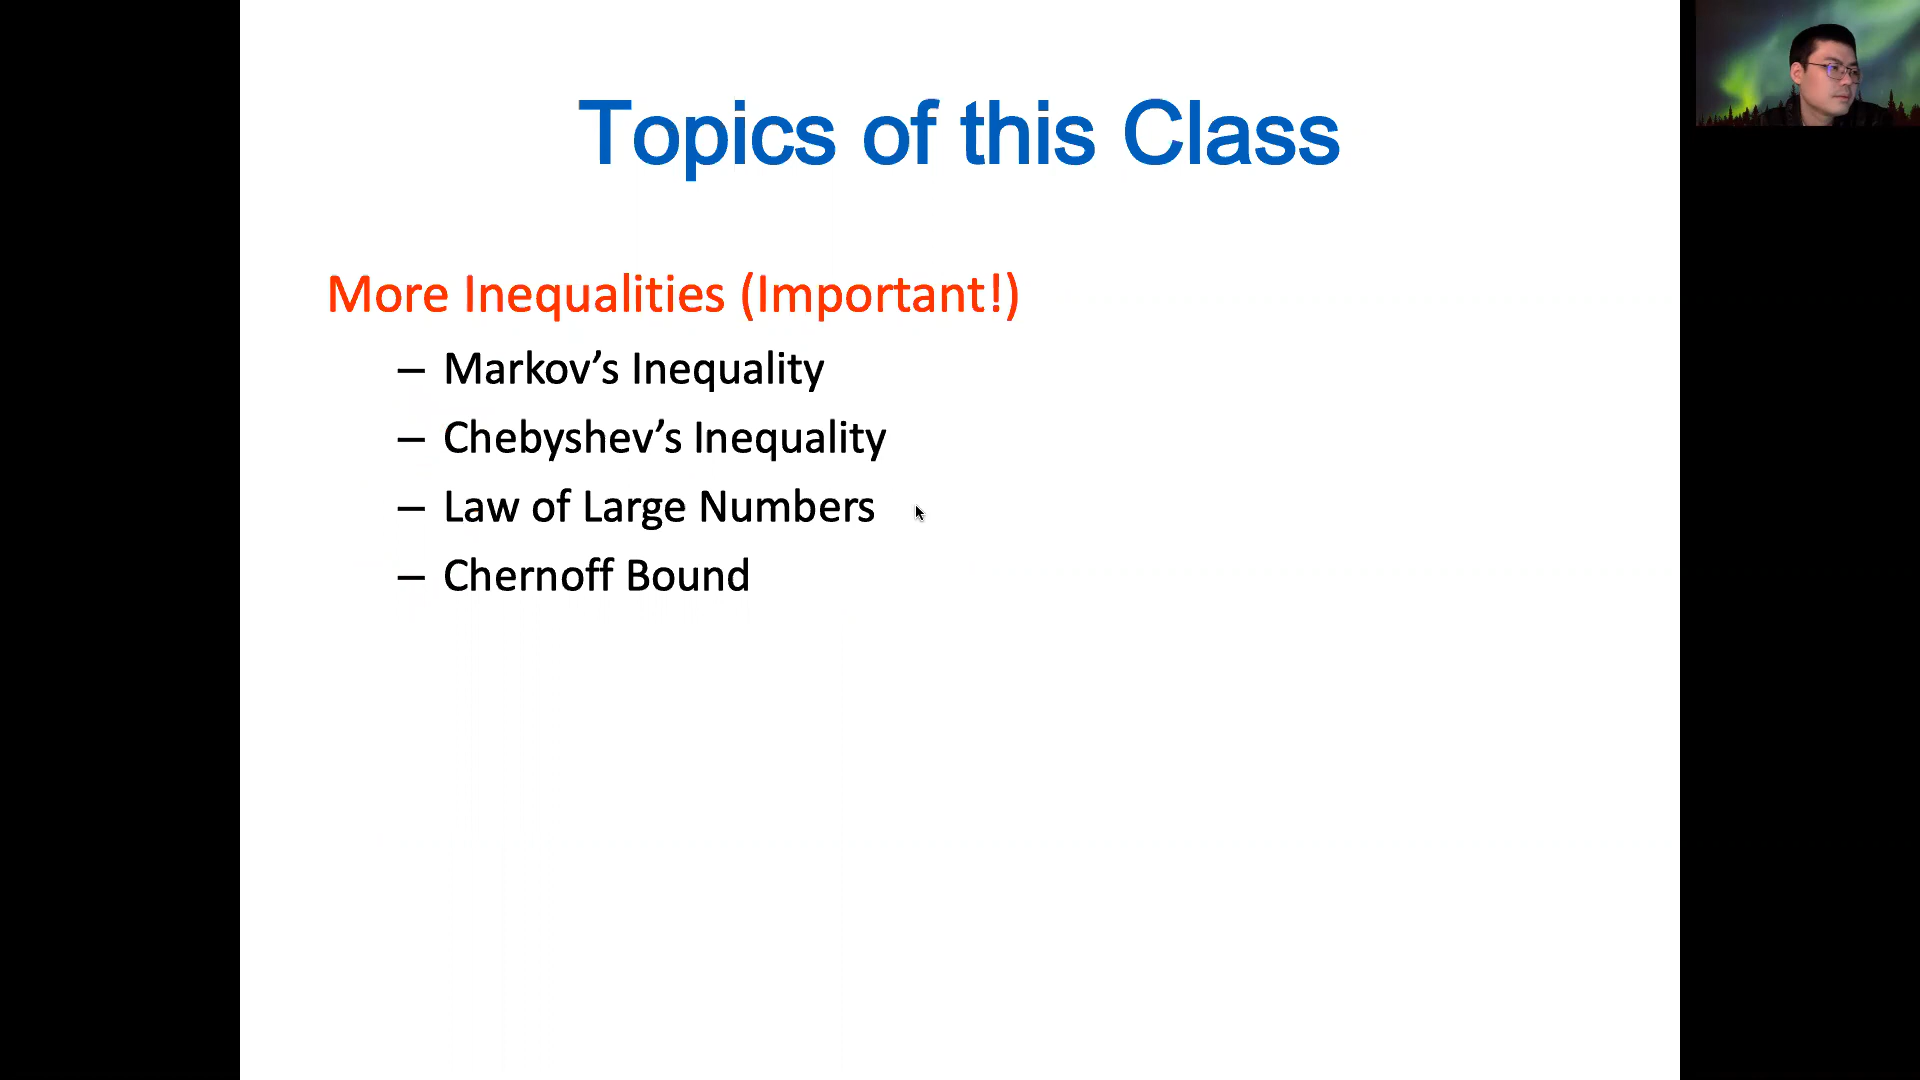 Topics of this Class
More Inequalities (Important!)
– Markov’s Inequality
– Chebyshev’s Inequality
– Law of Large Numbers
– Chernoff Bound